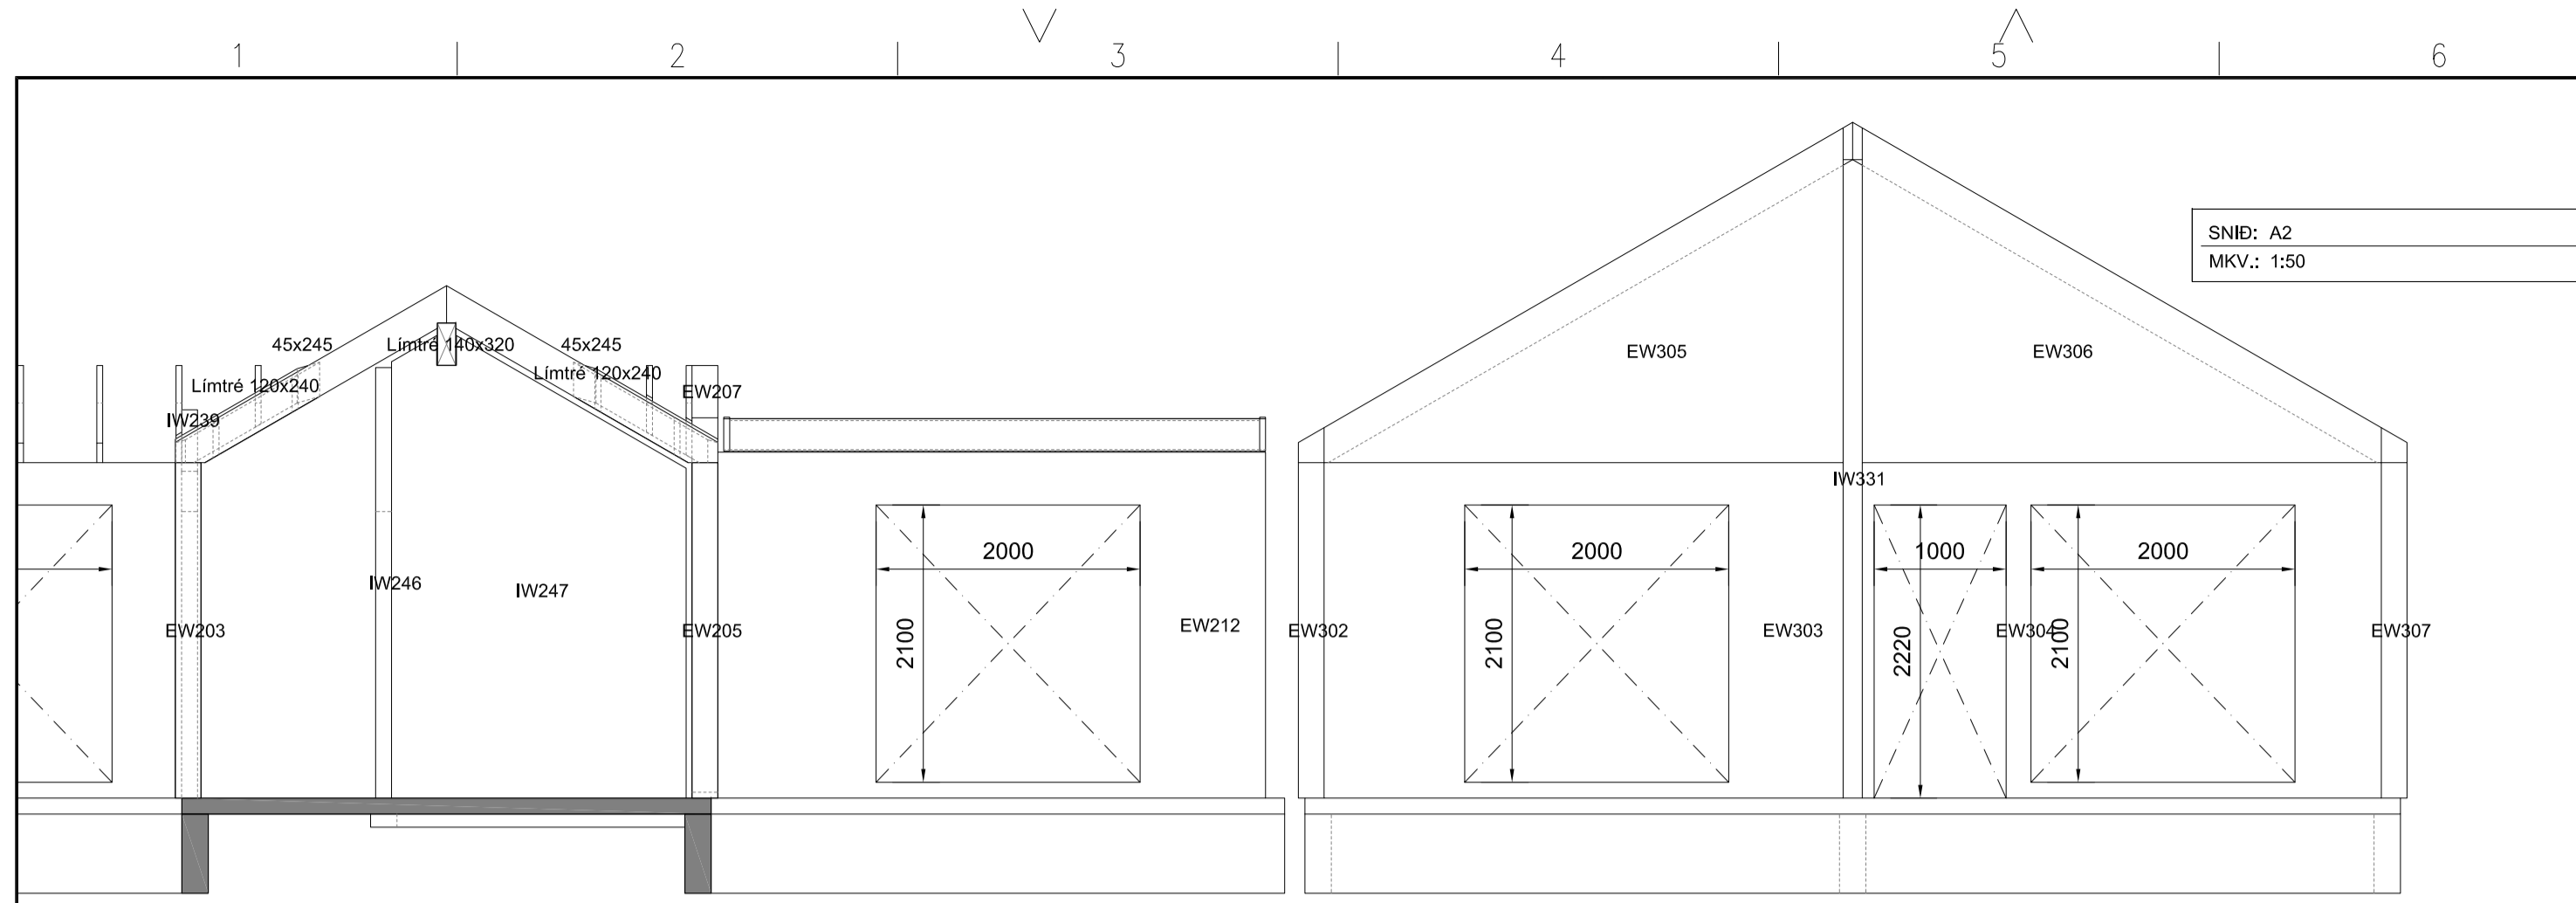 1 2 3 4 5 6
SNIÐ: A2
MKV.: 1:50
45x245 Límtré 140x320 45x245
EW305 EW306
Límtré 120x240 Límtré 120x240
EW207
IW239
IW331
2000 2000 1000 2000
IW246 IW247
EW203 EW205 EW212 EW302 EW303 EW304 EW307
2100 2100 2220 2100